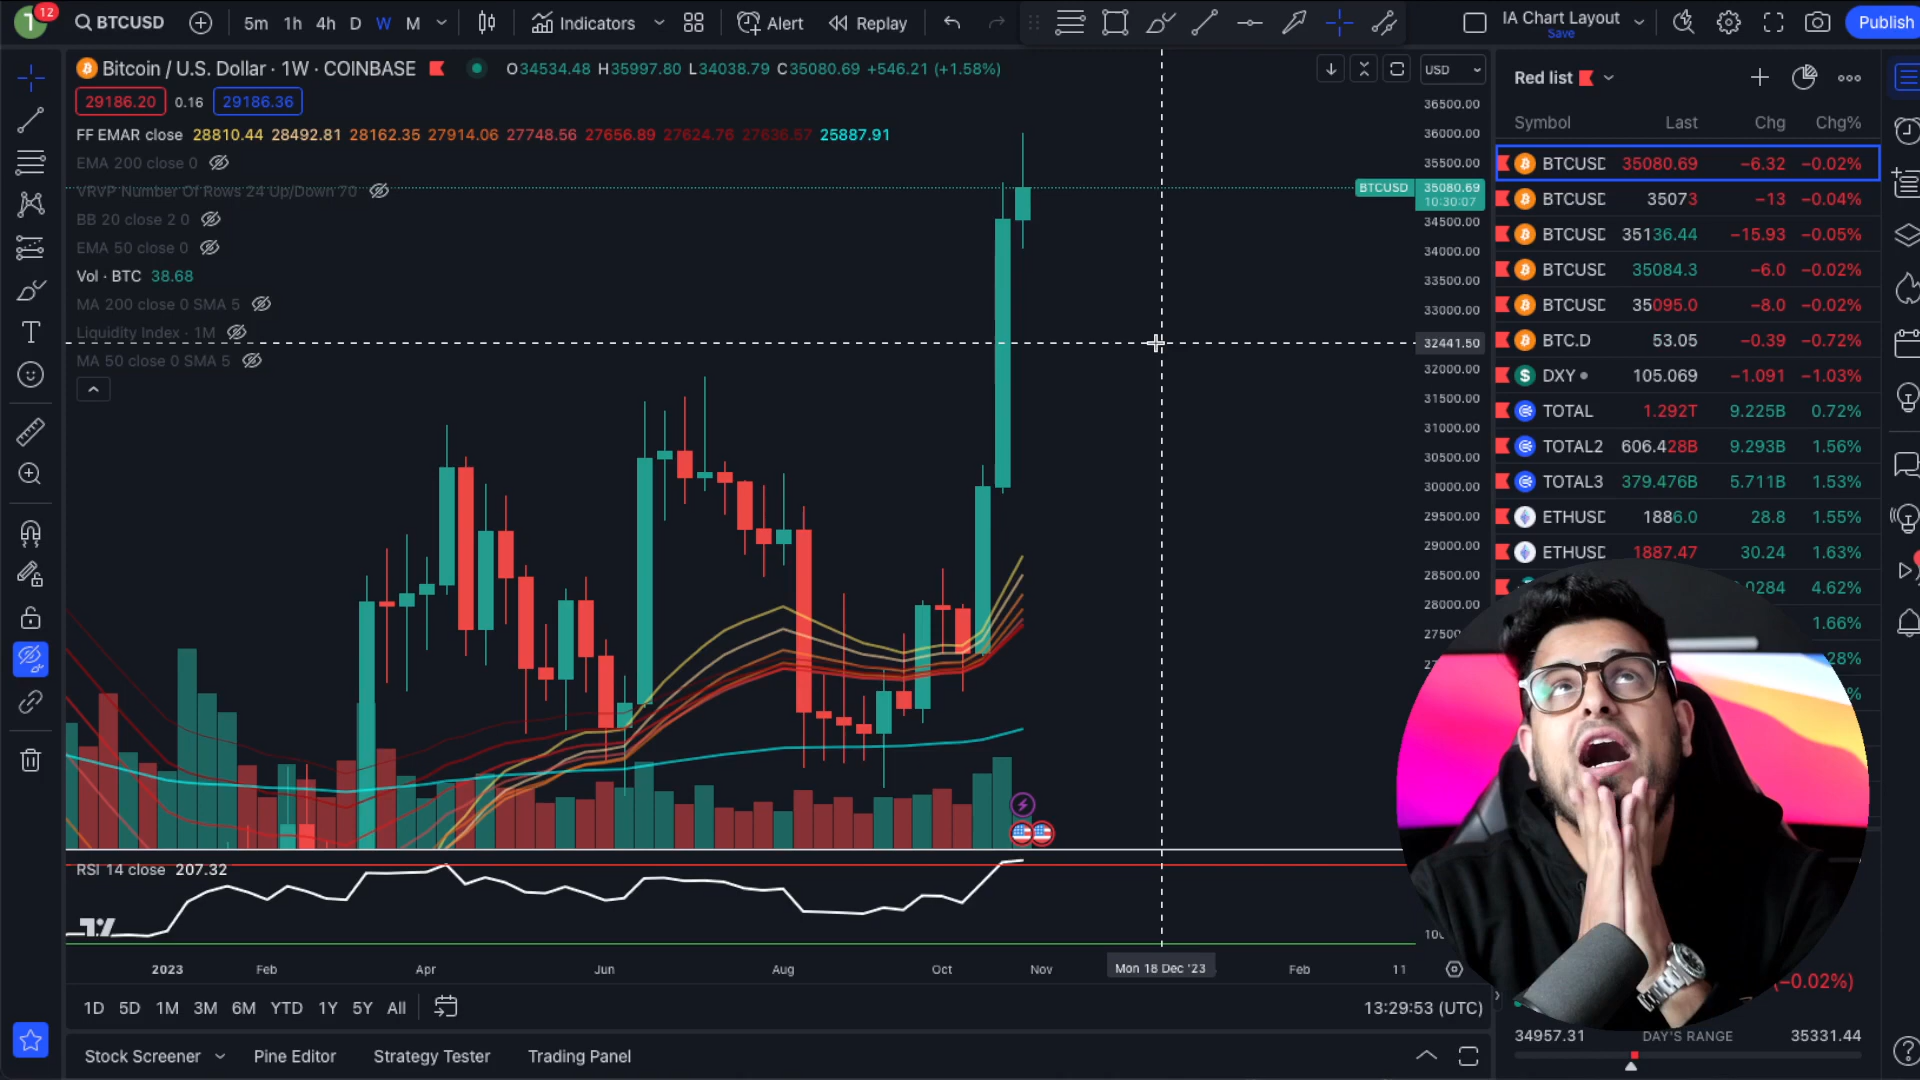 T 12 BTCUSD 5m 1h 4h D W M Indicators Alert Replay IA Chart Layout Save Publish
Bitcoin / U.S. Dollar · 1W · COINBASE O34534.48 H35997.80 L34038.79 C35080.69 +546.21 (+1.58%)
29186.20 0.16 29186.36
FF EMAR close 28810.44 28492.81 28162.35 27914.06 27748.56 27656.89 27624.76 27636.57 25887.91
EMA 200 close 0
VRVP Number Of Rows 24 Up/Down 70
BB 20 close 2 0
EMA 50 close 0
Vol · BTC 38.68
MA 200 close 0 SMA 5
Liquidity Index · 1M
MA 50 close 0 SMA 5
USD
36500.00
36000.00
35500.00
BTCUSD 35080.69
10:30:07
34500.00
34000.00
33500.00
33000.00
32441.50
32000.00
31500.00
31000.00
30500.00
30000.00
29500.00
29000.00
28500.00
28000.00
RSI 14 close 207.32
2023 Feb Apr Jun Aug Oct Nov Mon 18 Dec '23 Feb 11
1D 5D 1M 3M 6M YTD 1Y 5Y All 13:29:53 (UTC)
Stock Screener Pine Editor Strategy Tester Trading Panel
Red list
Symbol Last Chg Chg%
BTCUSD 35080.69 −6.32 −0.02%
BTCUSD 35073 −13 −0.04%
BTCUSD 35136.44 −15.93 −0.05%
BTCUSD 35084.3 −6.0 −0.02%
BTCUSD 35095.0 −8.0 −0.02%
BTC.D 53.05 −0.39 −0.72%
DXY 105.069 −1.091 −1.03%
TOTAL 1.292T 9.225B 0.72%
TOTAL2 606.428B 9.293B 1.56%
TOTAL3 379.476B 5.711B 1.53%
ETHUSD 1886.0 28.8 1.55%
ETHUSD 1887.47 30.24 1.63%
0284 4.62%
1.66%
28%
(−0.02%)
34957.31 DAY'S RANGE 35331.44